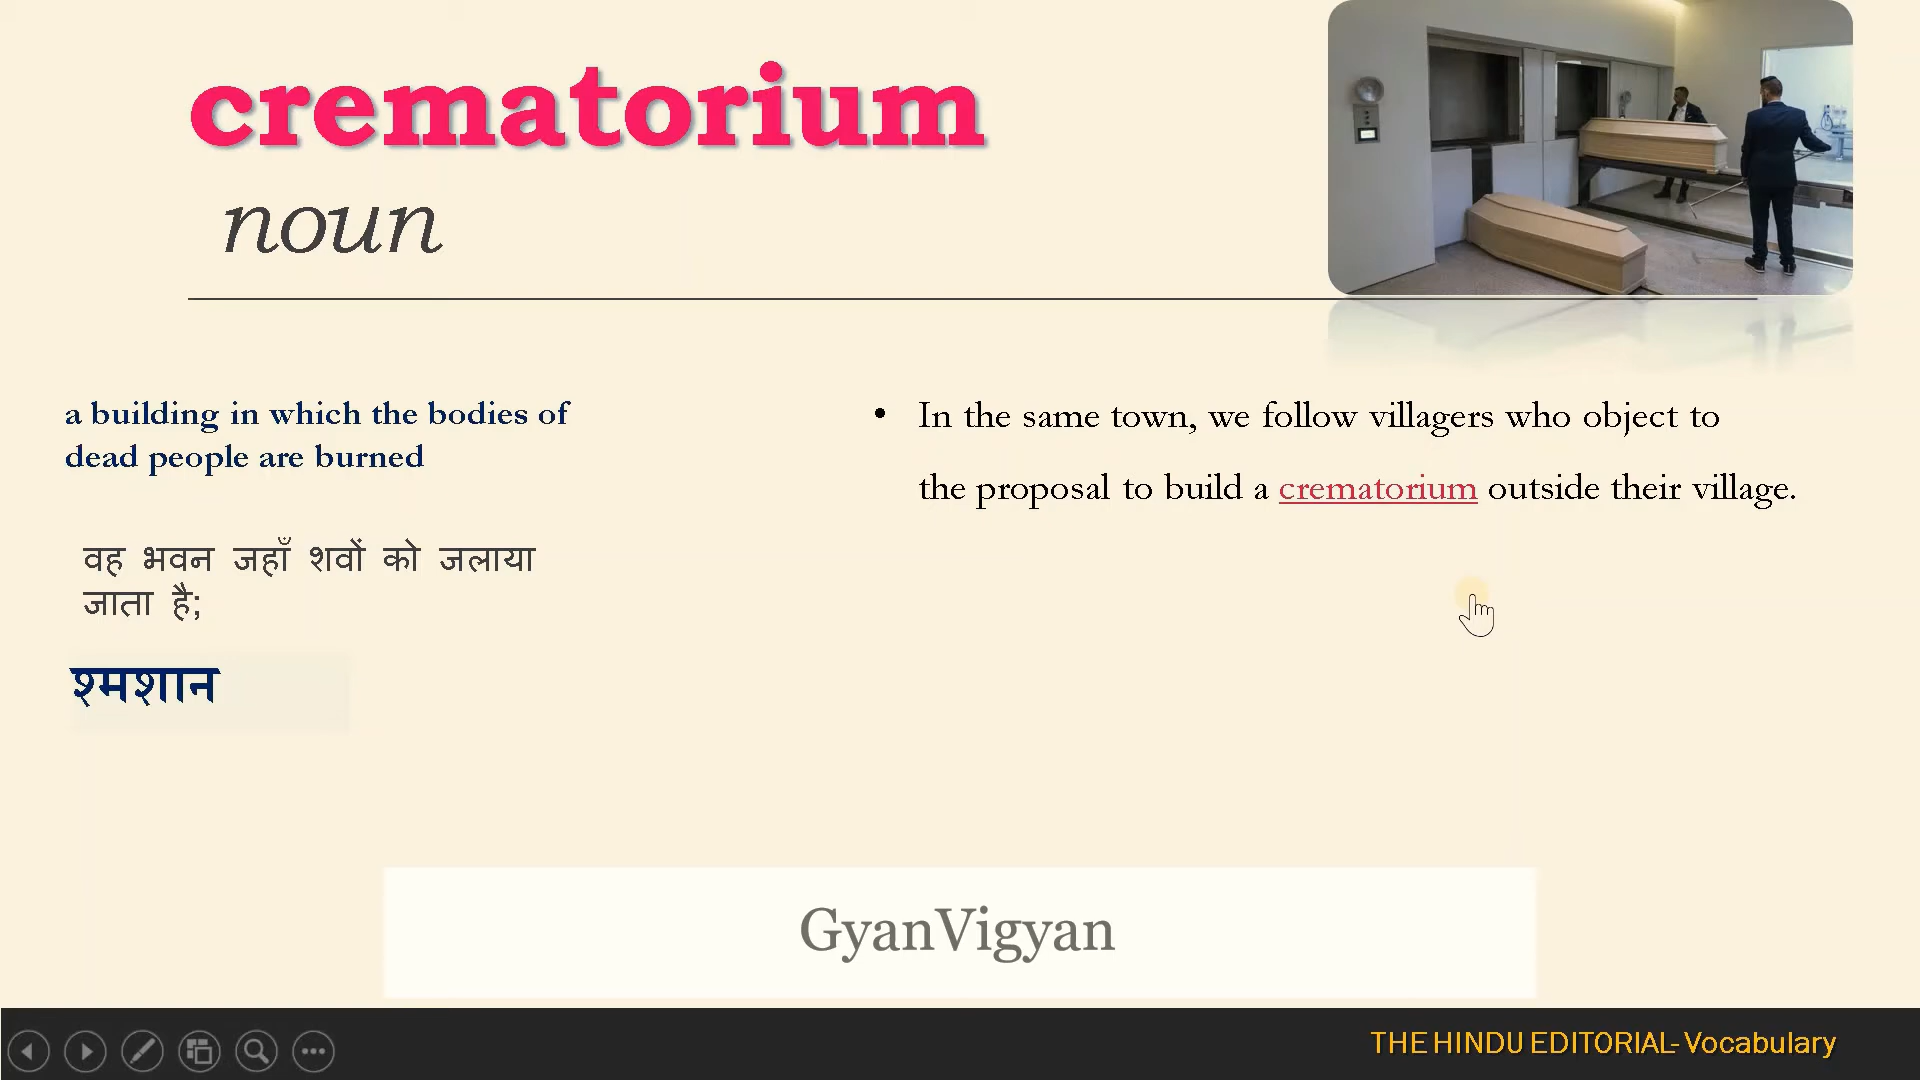 crematorium
noun
a building in which the bodies of
dead people are burned
वह भवन जहाँ शवों को जलाया
जाता है;
श्मशान
• In the same town, we follow villagers who object to
the proposal to build a crematorium outside their village.
GyanVigyan
THE HINDU EDITORIAL- Vocabulary